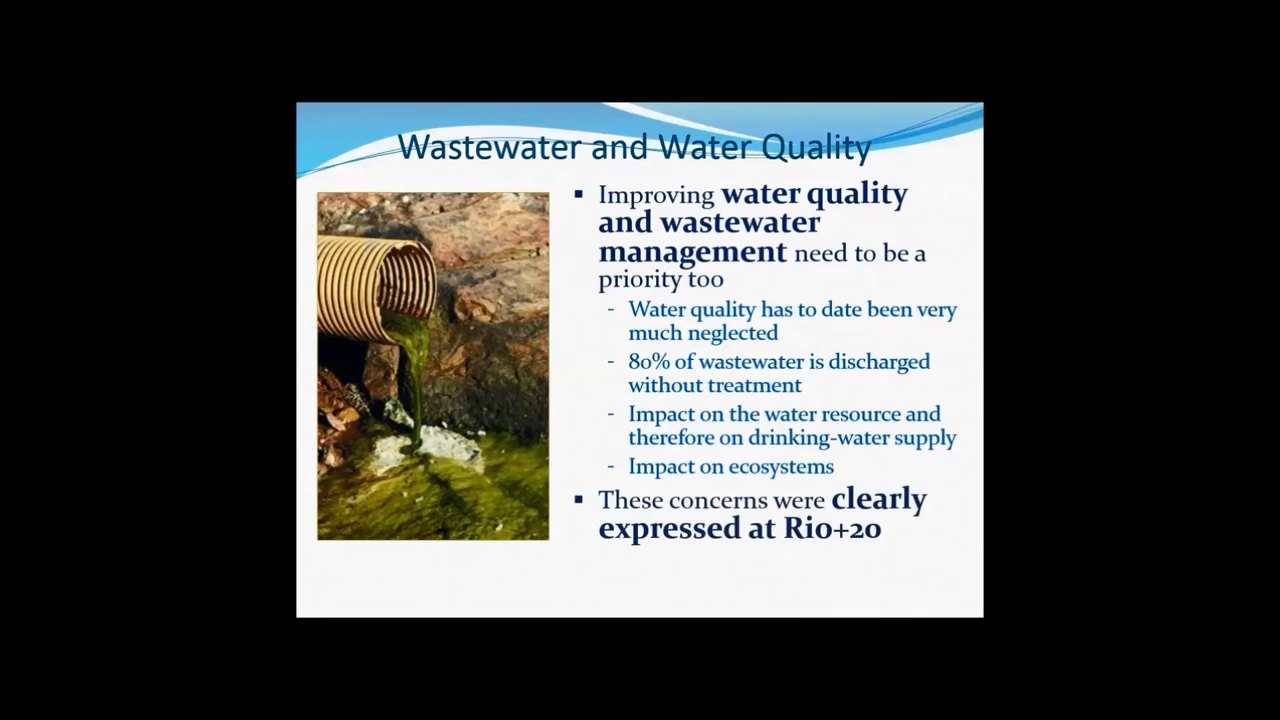 Wastewater and Water Quality
▪ Improving water quality
and wastewater
management need to be a
priority too
- Water quality has to date been very
much neglected
- 80% of wastewater is discharged
without treatment
- Impact on the water resource and
therefore on drinking-water supply
- Impact on ecosystems
▪ These concerns were clearly
expressed at Rio+20